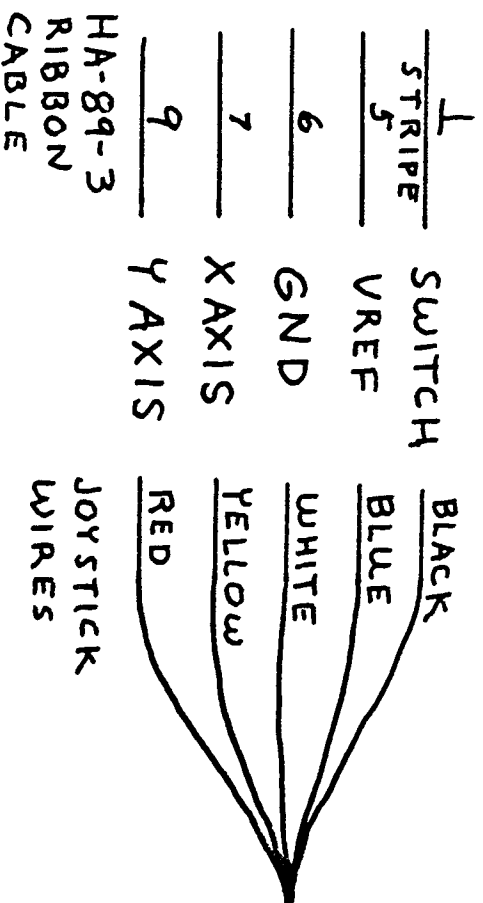 1 SWITCH BLACK
STRIPE
5 VREF BLUE
6 GND WHITE
7 X AXIS YELLOW
9 Y AXIS RED
HA-89-3
RIBBON
CABLE
JOYSTICK
WIRES